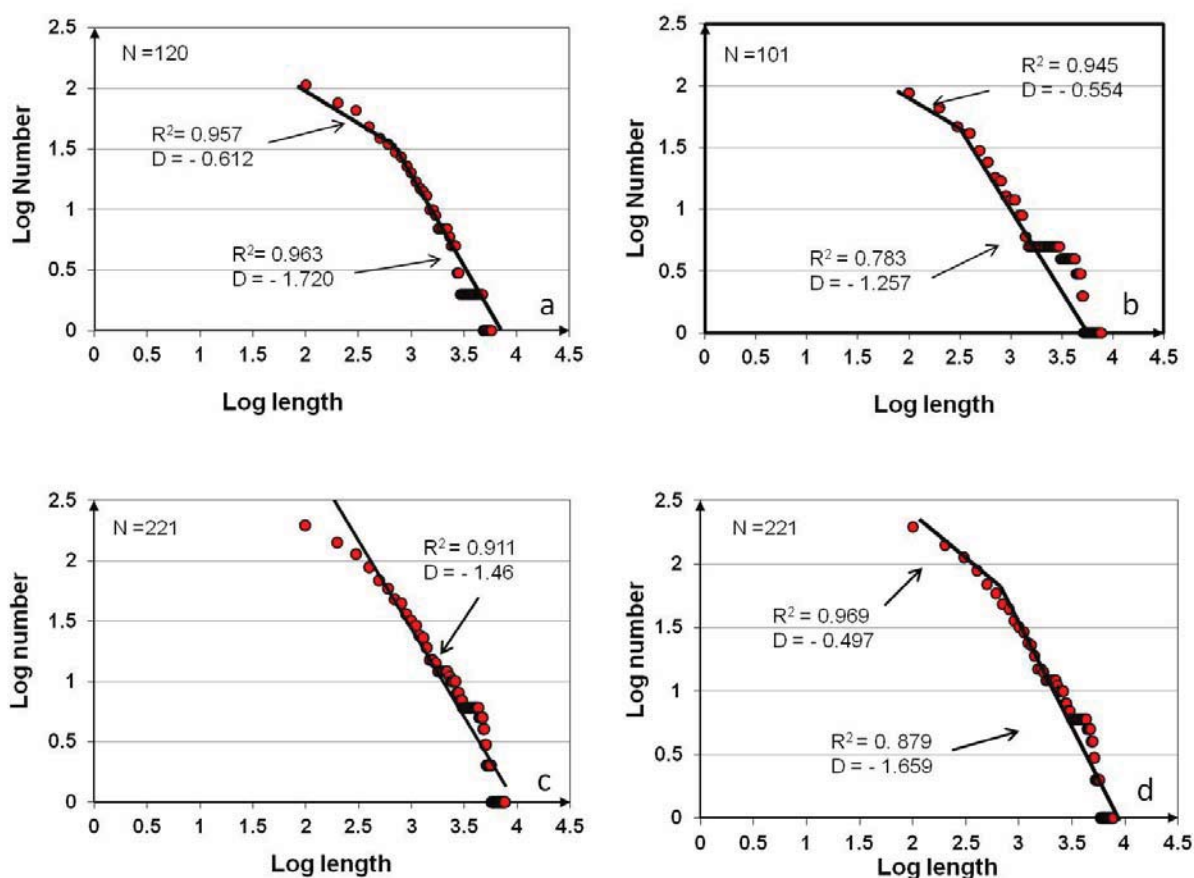 2.5
2
1.5
1
0.5
0
0 0.5 1 1.5 2 2.5 3 3.5 4 4.5
Log Number
Log length
N =120
R² = 0.957
D = - 0.612
R² = 0.963
D = - 1.720
a
2.5
2
1.5
1
0.5
0
0 0.5 1 1.5 2 2.5 3 3.5 4 4.5
Log Number
Log length
N =101
R² = 0.945
D = - 0.554
R² = 0.783
D = - 1.257
b
2.5
2
1.5
1
0.5
0
0 0.5 1 1.5 2 2.5 3 3.5 4 4.5
Log number
Log length
N =221
R² = 0.911
D = - 1.46
c
2.5
2
1.5
1
0.5
0
0 0.5 1 1.5 2 2.5 3 3.5 4 4.5
Log number
Log length
N =221
R² = 0.969
D = - 0.497
R² = 0. 879
D = - 1.659
d